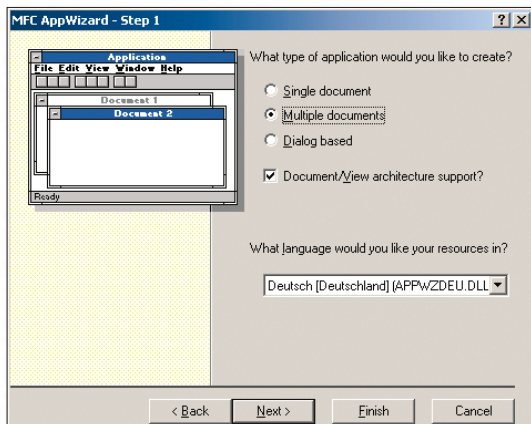 MFC AppWizard - Step 1
Application
File Edit View Window Help
Document 1
Document 2
Ready
What type of application would you like to create?
Single document
Multiple documents
Dialog based
Document/View architecture support?
What language would you like your resources in?
Deutsch [Deutschland] (APPWZDEU.DLL
< Back
Next >
Finish
Cancel